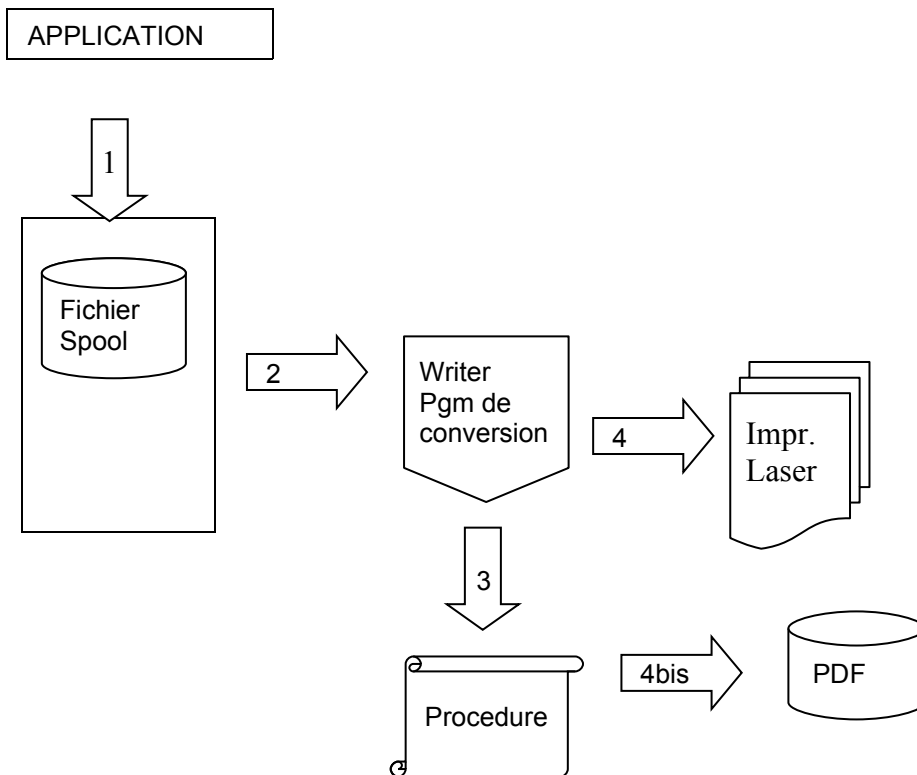 APPLICATION
1
Fichier
Spool
2
Writer
Pgm de
conversion
4
Impr.
Laser
3
Procedure
4bis
PDF